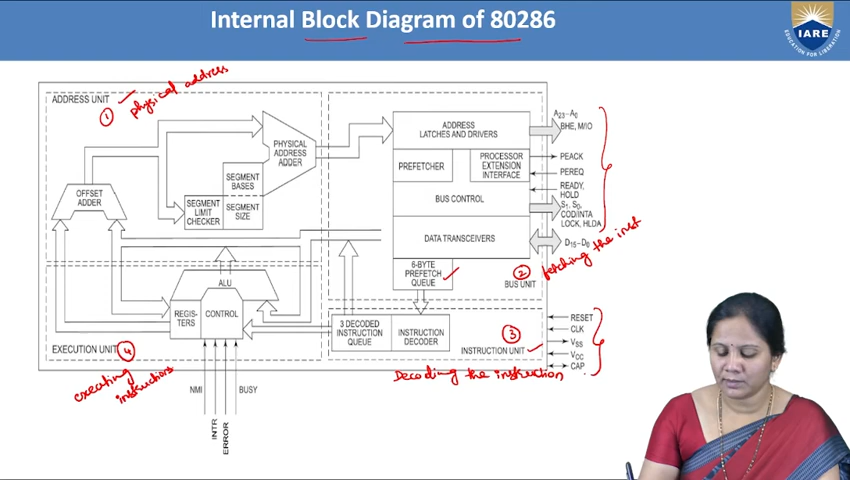 Internal Block Diagram of 80286
IARE
EDUCATION FOR LIBERATION
ADDRESS UNIT
① physical address
OFFSET
ADDER
SEGMENT
LIMIT
CHECKER
SEGMENT
BASES
SEGMENT
SIZE
PHYSICAL
ADDRESS
ADDER
ADDRESS
LATCHES AND DRIVERS
PREFETCHER
PROCESSOR
EXTENSION
INTERFACE
BUS CONTROL
DATA TRANSCEIVERS
6-BYTE
PREFETCH
QUEUE
② fetching the inst
BUS UNIT
A23–A0
BHE, M/IO
PEACK
PEREQ
READY,
HOLD
S1, S0,
COD/INTA
LOCK, HLDA
D15–D0
ALU
REGIS-
TERS
CONTROL
EXECUTION UNIT ④
executing
instructions
3 DECODED
INSTRUCTION
QUEUE
INSTRUCTION
DECODER
③
INSTRUCTION UNIT
Decoding the instruction
RESET
CLK
VSS
VCC
CAP
NMI
INTR
ERROR
BUSY